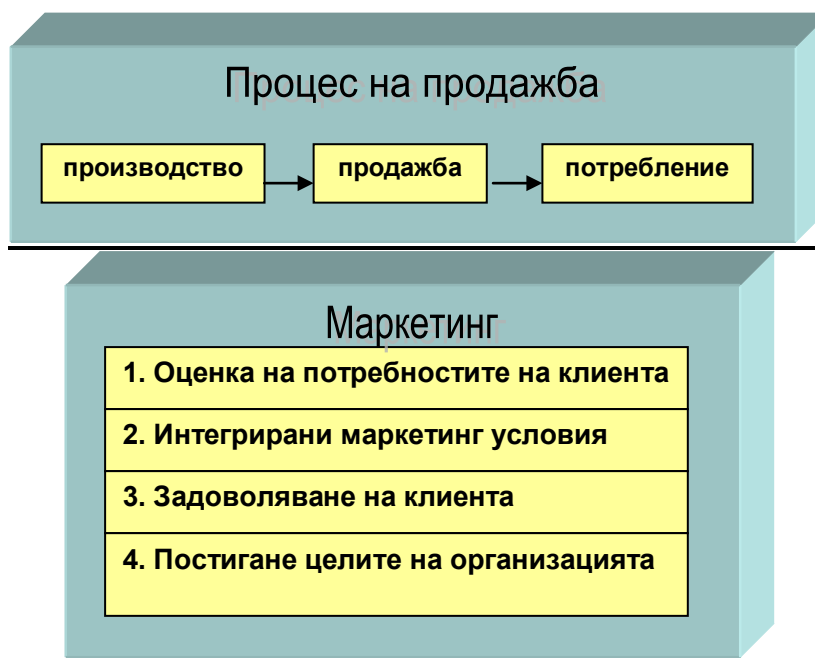 Процес на продажба
производство продажба потребление
Маркетинг
1. Оценка на потребностите на клиента
2. Интегрирани маркетинг условия
3. Задоволяване на клиента
4. Постигане целите на организацията